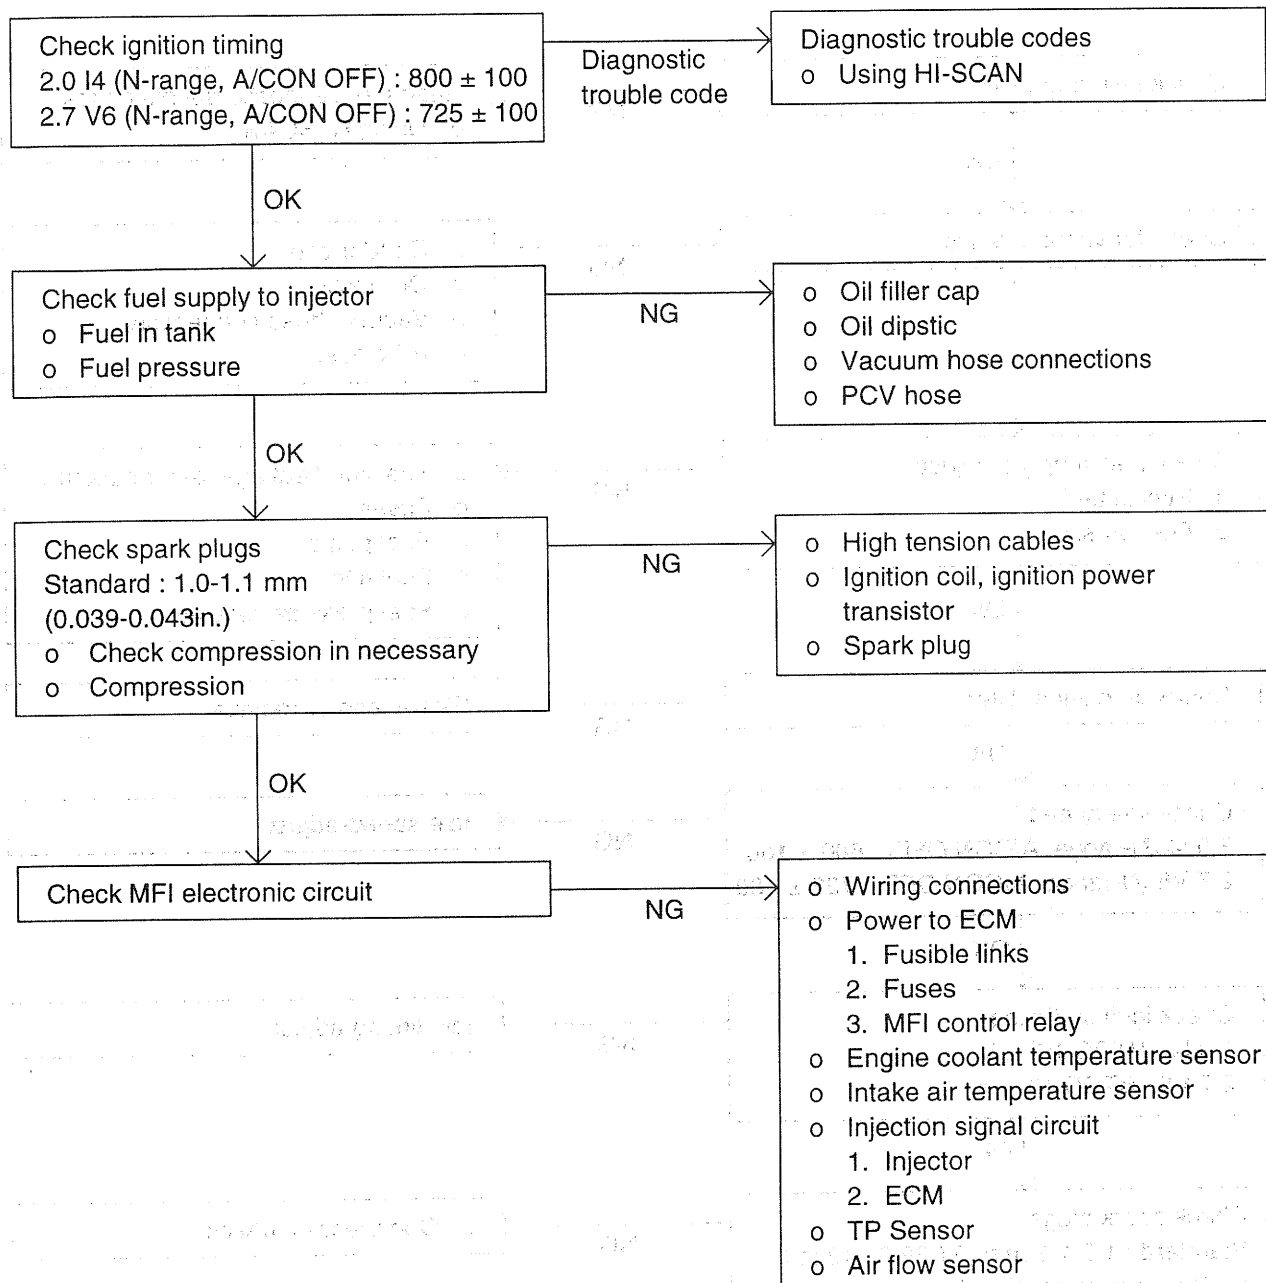 Check ignition timing
2.0 I4 (N-range, A/CON OFF) : 800 ± 100
2.7 V6 (N-range, A/CON OFF) : 725 ± 100
Diagnostic
trouble code
Diagnostic trouble codes
o Using HI-SCAN
OK
Check fuel supply to injector
o Fuel in tank
o Fuel pressure
NG
o Oil filler cap
o Oil dipstic
o Vacuum hose connections
o PCV hose
OK
Check spark plugs
Standard : 1.0-1.1 mm
(0.039-0.043in.)
o Check compression in necessary
o Compression
NG
o High tension cables
o Ignition coil, ignition power
transistor
o Spark plug
OK
Check MFI electronic circuit
NG
o Wiring connections
o Power to ECM
1. Fusible links
2. Fuses
3. MFI control relay
o Engine coolant temperature sensor
o Intake air temperature sensor
o Injection signal circuit
1. Injector
2. ECM
o TP Sensor
o Air flow sensor